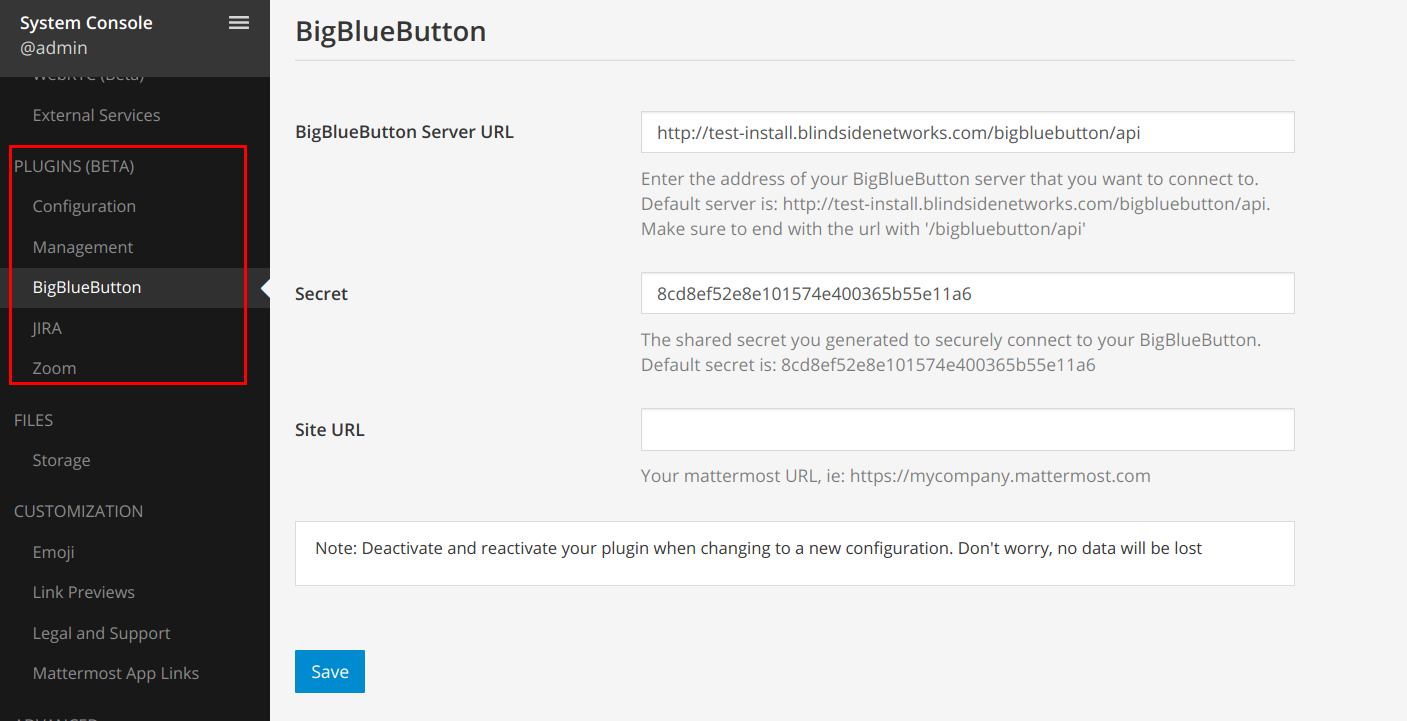 System Console
@admin
WebRTC (Beta)
External Services
PLUGINS (BETA)
Configuration
Management
BigBlueButton
JIRA
Zoom
FILES
Storage
CUSTOMIZATION
Emoji
Link Previews
Legal and Support
Mattermost App Links
ADVANCED
BigBlueButton
BigBlueButton Server URL
http://test-install.blindsidenetworks.com/bigbluebutton/api
Enter the address of your BigBlueButton server that you want to connect to.
Default server is: http://test-install.blindsidenetworks.com/bigbluebutton/api.
Make sure to end with the url with '/bigbluebutton/api'
Secret
8cd8ef52e8e101574e400365b55e11a6
The shared secret you generated to securely connect to your BigBlueButton.
Default secret is: 8cd8ef52e8e101574e400365b55e11a6
Site URL
Your mattermost URL, ie: https://mycompany.mattermost.com
Note: Deactivate and reactivate your plugin when changing to a new configuration. Don't worry, no data will be lost
Save